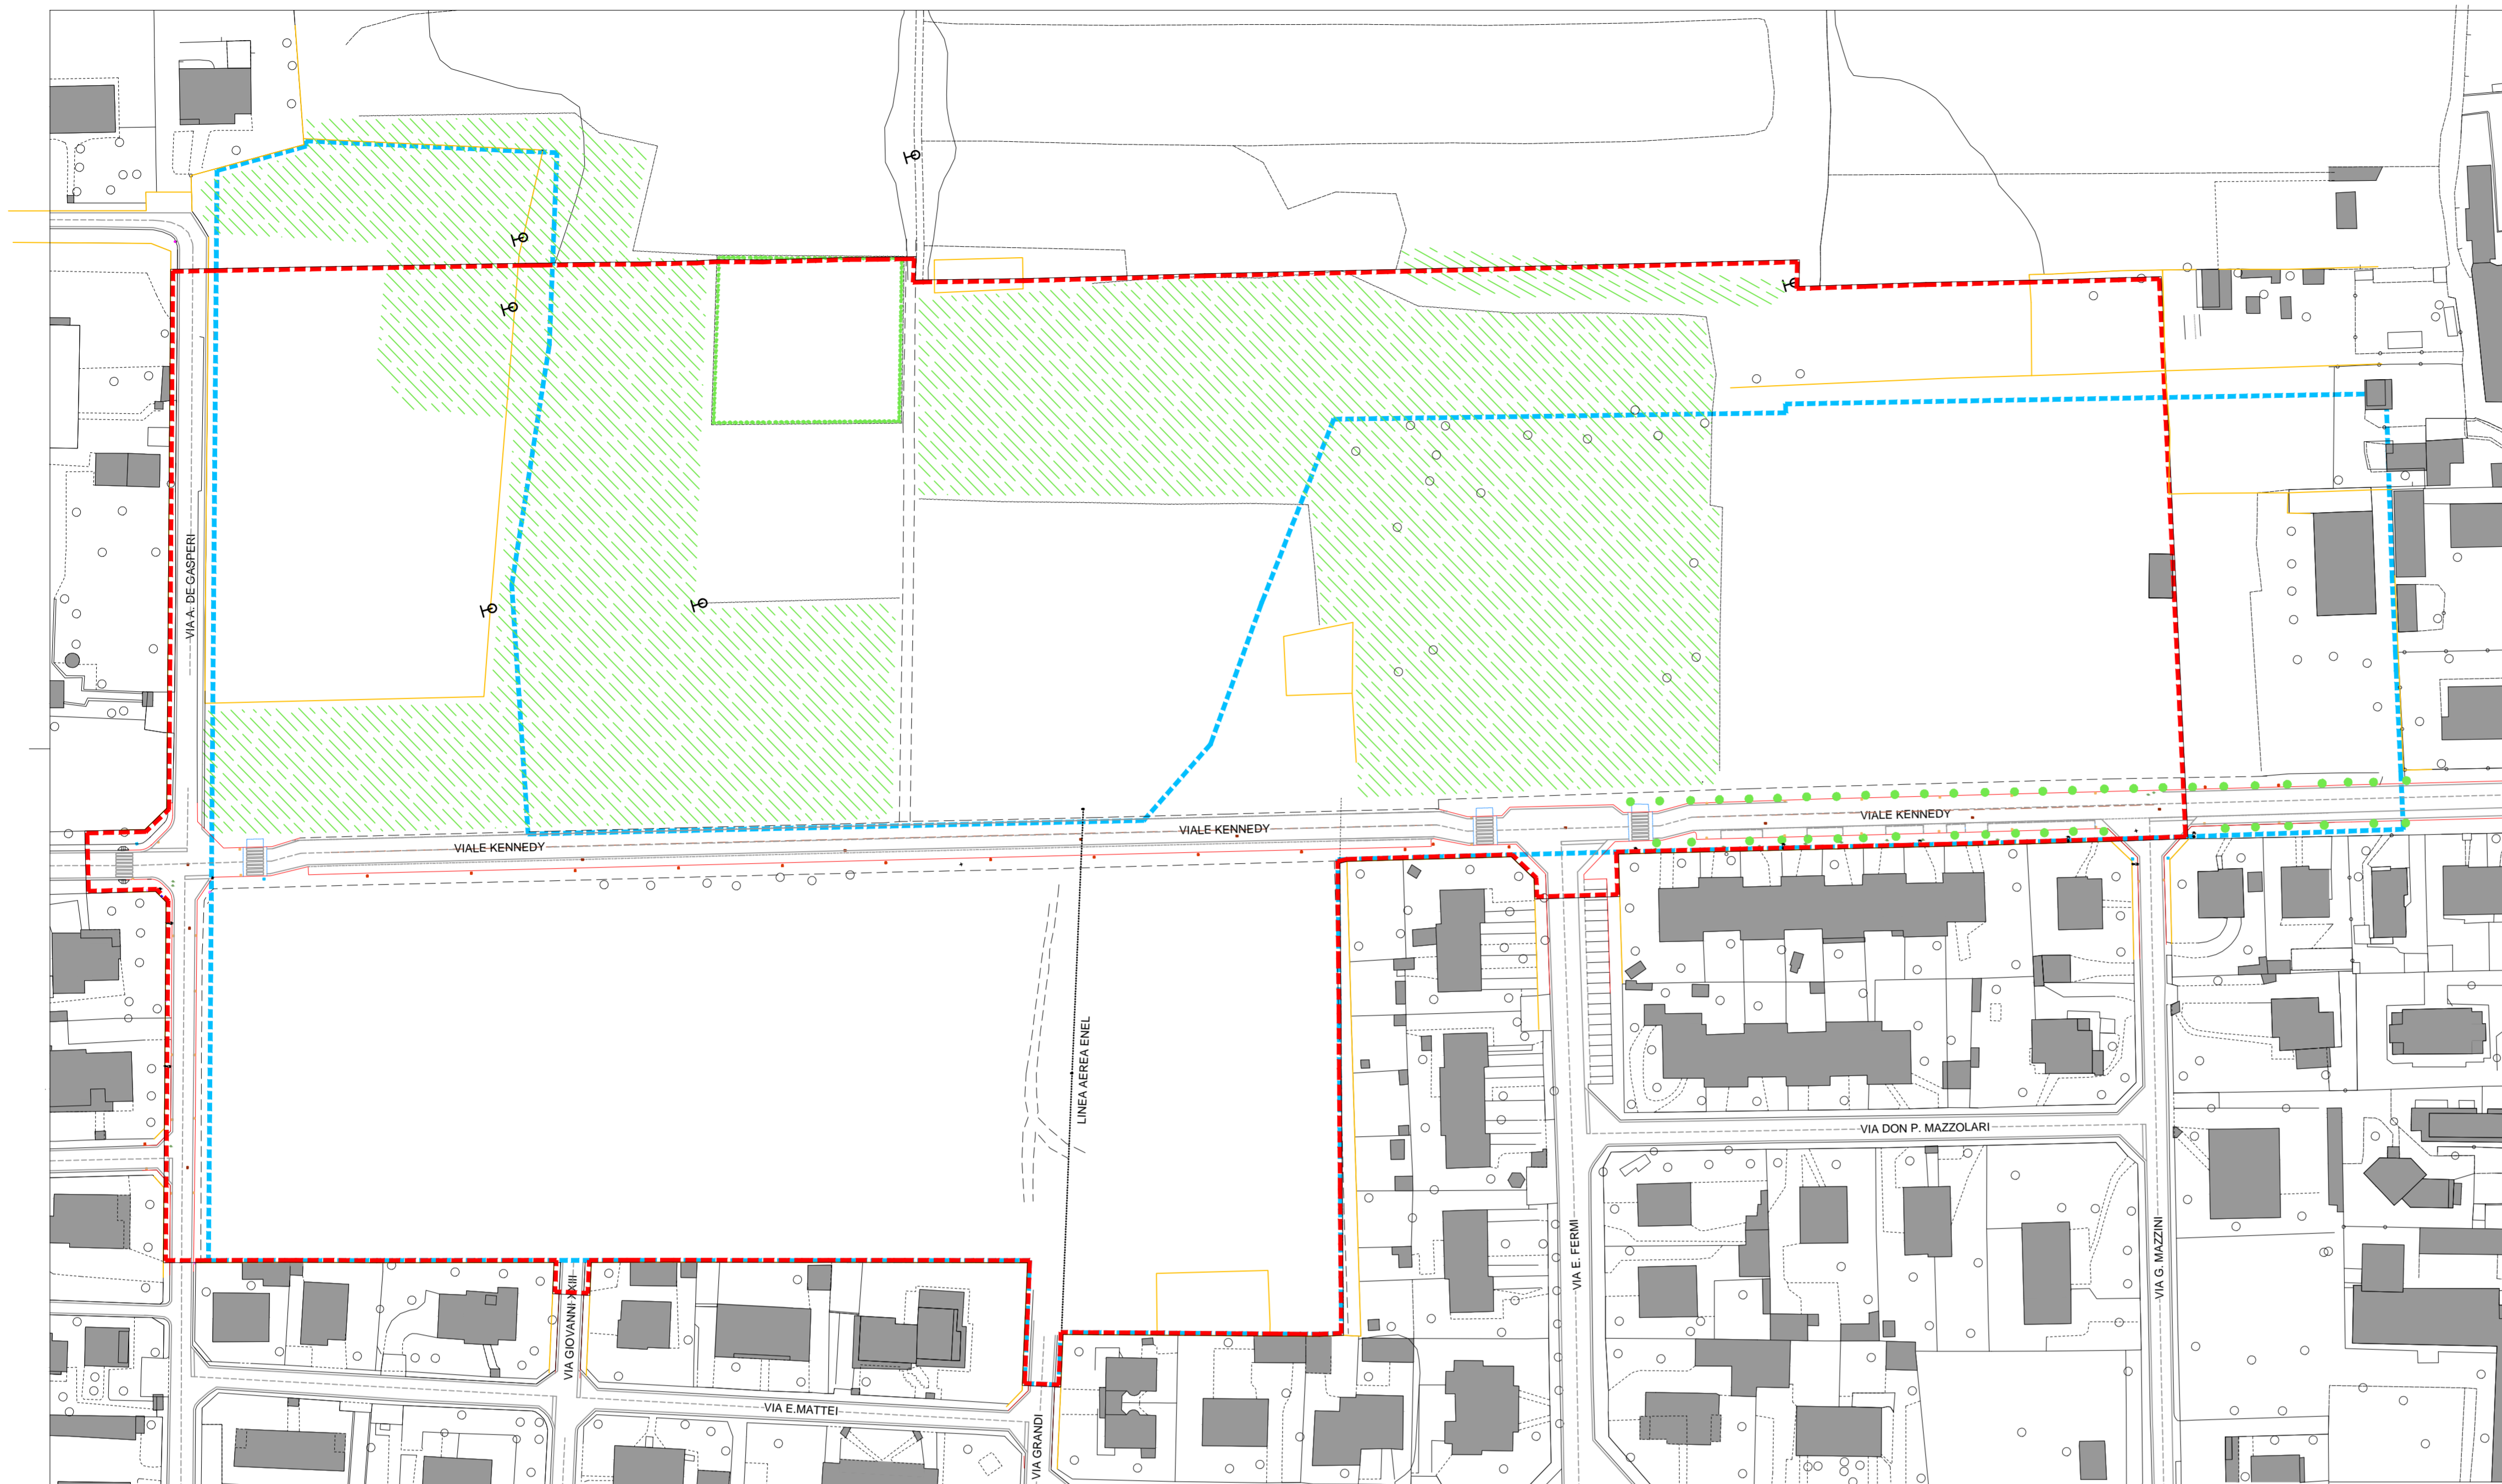 VIA A. DE GASPERI
VIALE KENNEDY
VIALE KENNEDY
VIALE KENNEDY
LINEA AEREA ENEL
VIA DON P. MAZZOLARI
VIA E. FERMI
VIA G. MAZZINI
VIA GIOVANNI XXIII
VIA E.MATTEI
VIA GRANDI